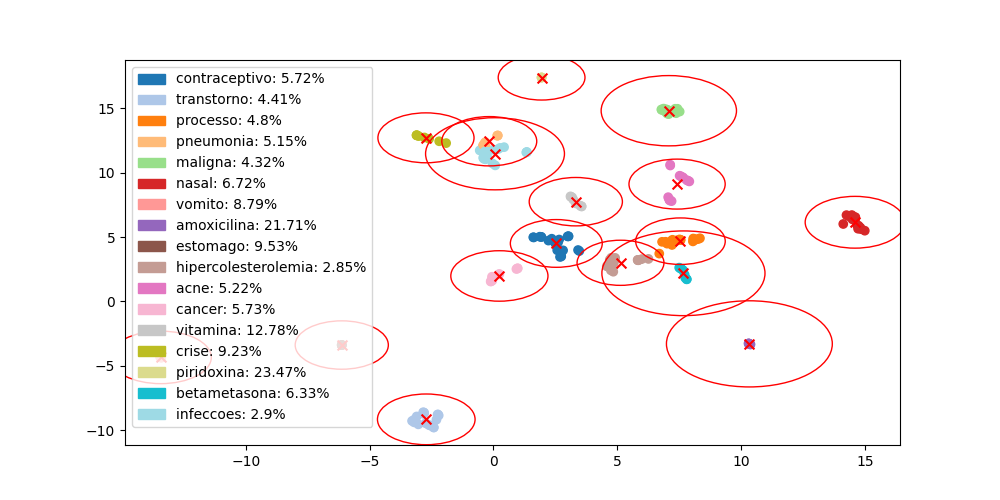 contraceptivo: 5.72%
transtorno: 4.41%
processo: 4.8%
pneumonia: 5.15%
maligna: 4.32%
nasal: 6.72%
vomito: 8.79%
amoxicilina: 21.71%
estomago: 9.53%
hipercolesterolemia: 2.85%
acne: 5.22%
cancer: 5.73%
vitamina: 12.78%
crise: 9.23%
piridoxina: 23.47%
betametasona: 6.33%
infeccoes: 2.9%
15
10
5
0
−5
−10
−10 −5 0 5 10 15